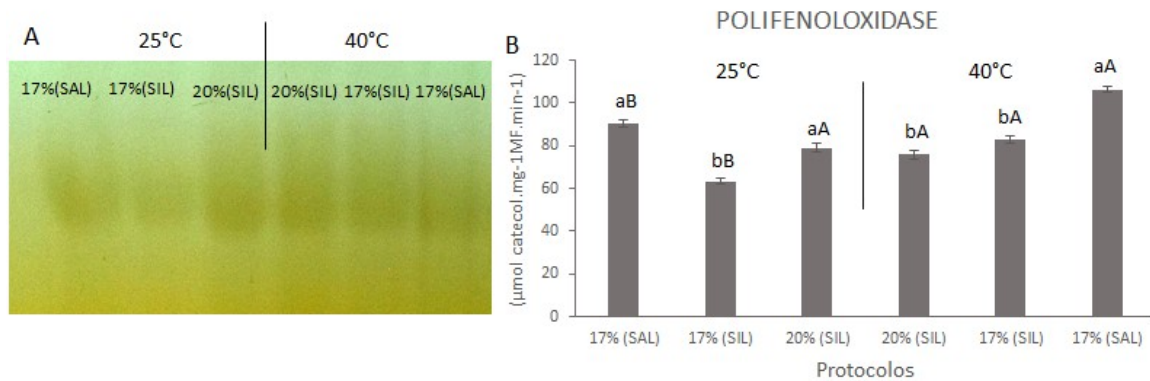 A
25°C
40°C
17%(SAL) 17%(SIL) 20%(SIL) 20%(SIL) 17%(SIL) 17%(SAL)
POLIFENOLOXIDASE
B
25°C
40°C
(µmol catecol.mg-1MF.min-1)
120
100
80
60
40
20
0
aB
bB
aA
bA
bA
aA
17% (SAL) 17% (SIL) 20% (SIL) 20% (SIL) 17% (SIL) 17% (SAL)
Protocolos